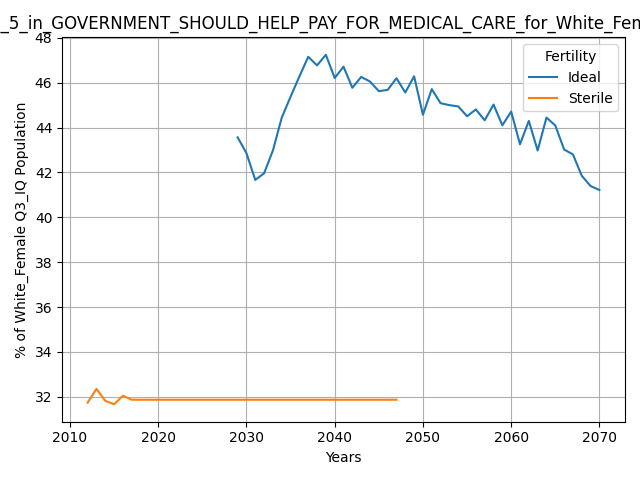 _5_in_GOVERNMENT_SHOULD_HELP_PAY_FOR_MEDICAL_CARE_for_White_Fem
48
46
44
42
40
38
36
34
32
% of White_Female Q3_IQ Population
Fertility
Ideal
Sterile
2010 2020 2030 2040 2050 2060 2070
Years